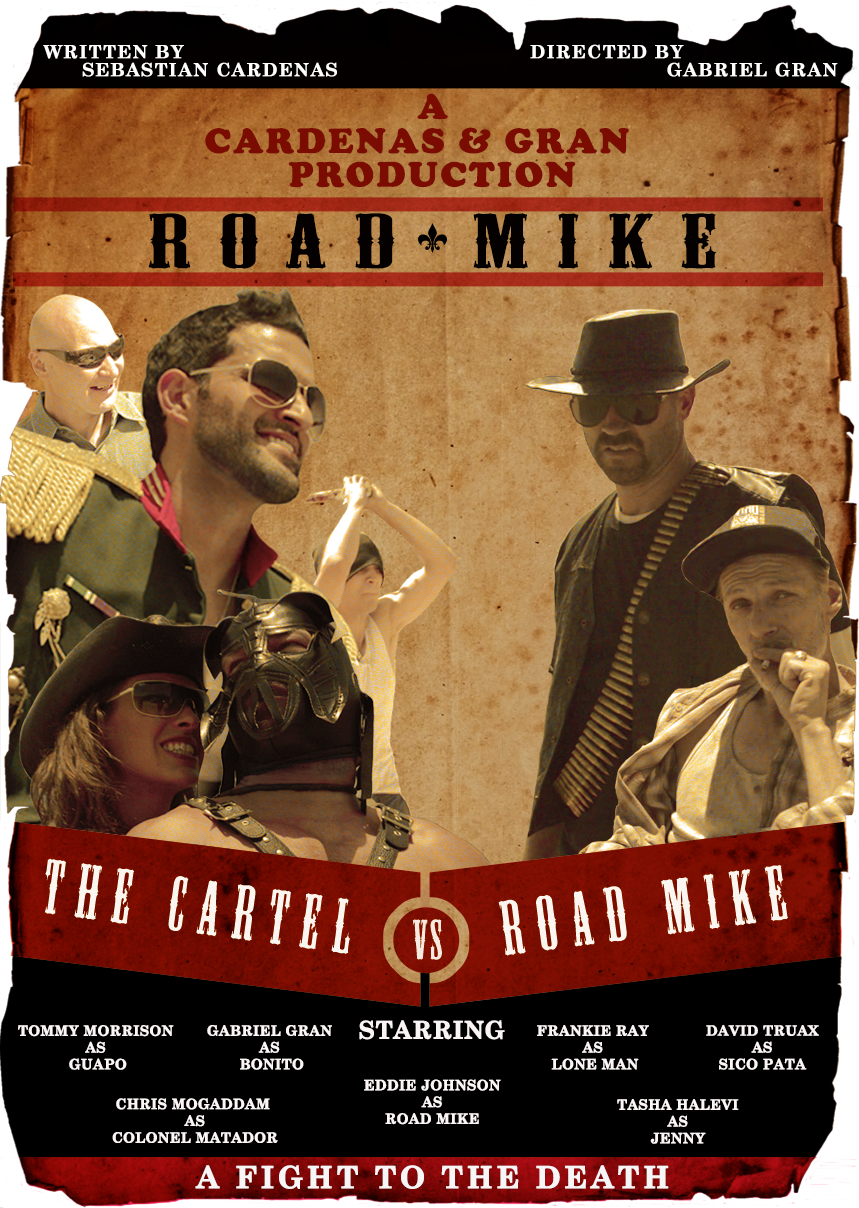 WRITTEN BY
SEBASTIAN CARDENAS
DIRECTED BY
GABRIEL GRAN
A
CARDENAS & GRAN
PRODUCTION
ROAD MIKE
THE CARTEL
VS
ROAD MIKE
STARRING
TOMMY MORRISON
AS
GUAPO
GABRIEL GRAN
AS
BONITO
FRANKIE RAY
AS
LONE MAN
DAVID TRUAX
AS
SICO PATA
CHRIS MOGADDAM
AS
COLONEL MATADOR
EDDIE JOHNSON
AS
ROAD MIKE
TASHA HALEVI
AS
JENNY
A FIGHT TO THE DEATH